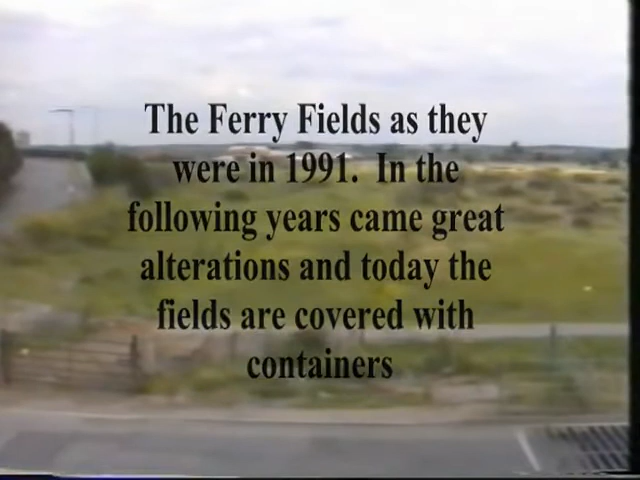 The Ferry Fields as they
were in 1991.  In the
following years came great
alterations and today the
fields are covered with
containers